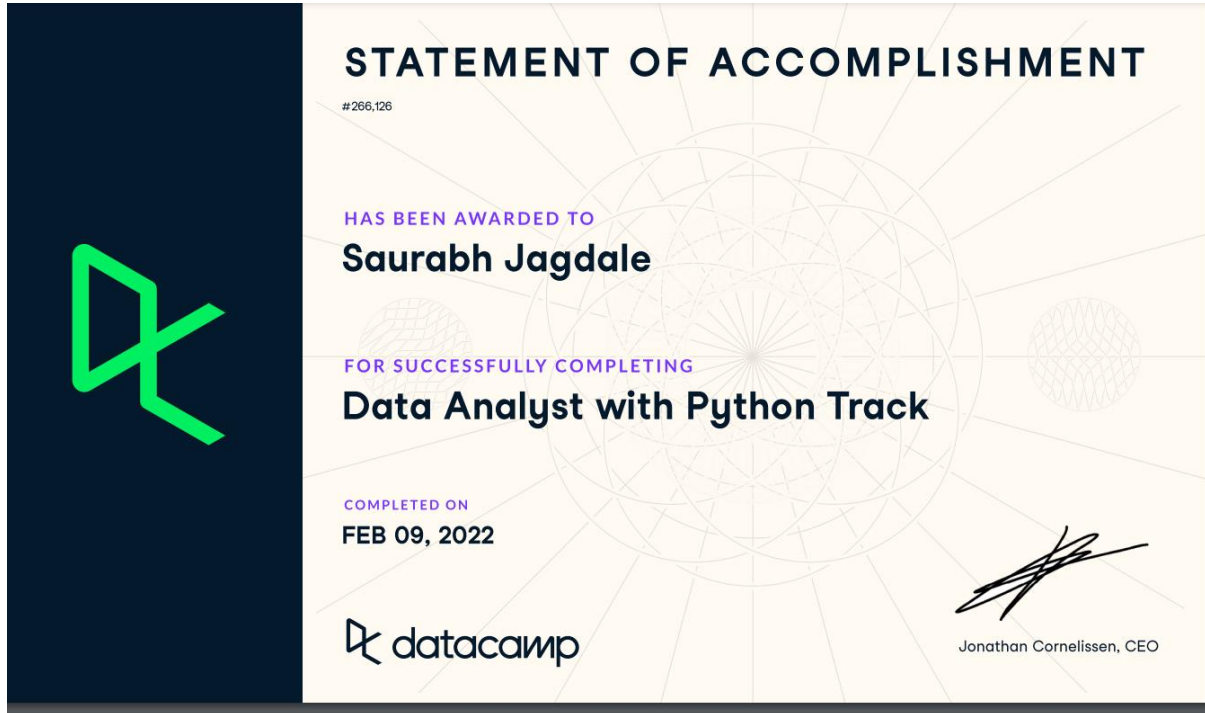 STATEMENT OF ACCOMPLISHMENT
#266,126
HAS BEEN AWARDED TO
Saurabh Jagdale
FOR SUCCESSFULLY COMPLETING
Data Analyst with Python Track
COMPLETED ON
FEB 09, 2022
datacamp
Jonathan Cornelissen, CEO